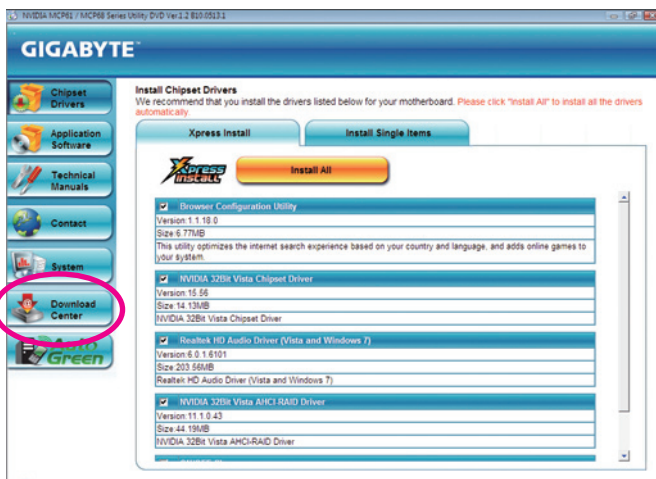 NVIDIA MCP61 / MCP68 Series Utility DVD Ver.1.2 B10.0513.1
GIGABYTE™
Chipset
Drivers
Application
Software
Technical
Manuals
Contact
System
Download
Center
Auto
Green
Install Chipset Drivers
We recommend that you install the drivers listed below for your motherboard. Please click "Install All" to install all the drivers
automatically.
Xpress Install
Install Single Items
Xpress
INSTALL
Install All
Browser Configuration Utility
Version:1.1.18.0
Size:6.77MB
This utility optimizes the internet search experience based on your country and language, and adds online games to
your system.
NVIDIA 32Bit Vista Chipset Driver
Version:15.56
Size:14.13MB
NVIDIA 32Bit Vista Chipset Driver
Realtek HD Audio Driver (Vista and Windows 7)
Version:6.0.1.6101
Size:203.56MB
Realtek HD Audio Driver (Vista and Windows 7)
NVIDIA 32Bit Vista AHCI-RAID Driver
Version:11.1.0.43
Size:44.19MB
NVIDIA 32Bit Vista AHCI-RAID Driver